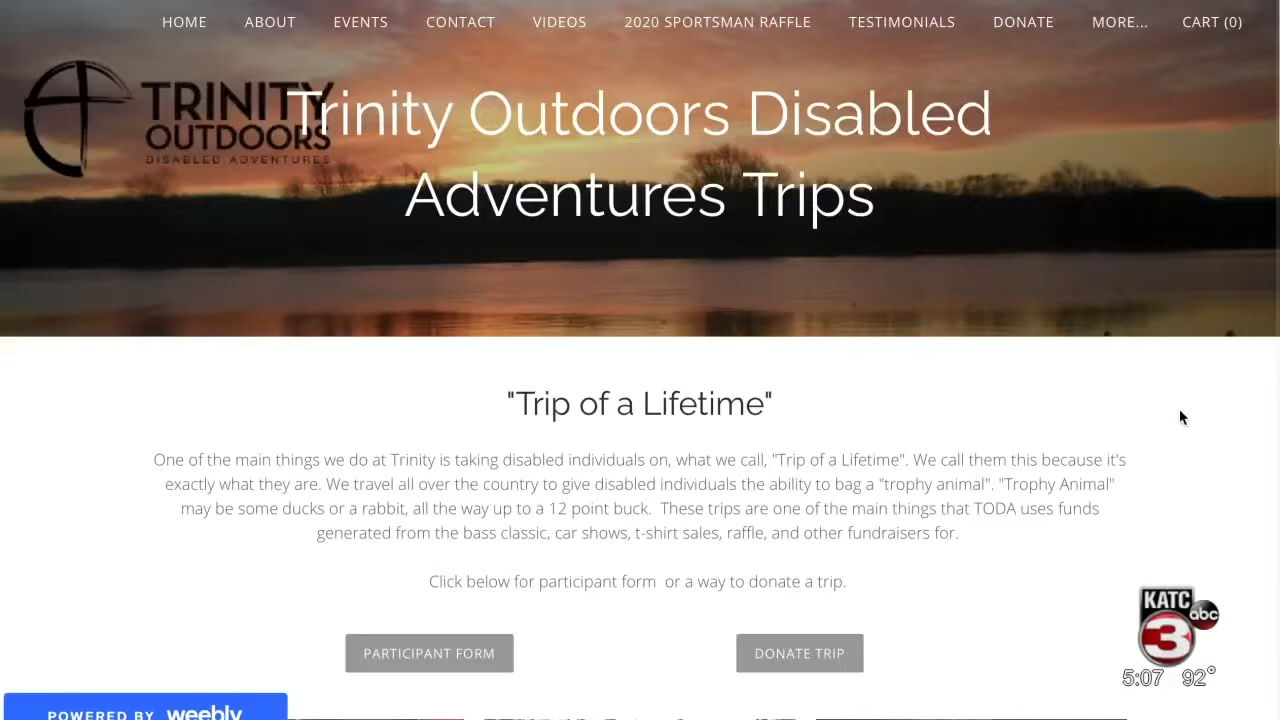 HOME ABOUT EVENTS CONTACT VIDEOS 2020 SPORTSMAN RAFFLE TESTIMONIALS DONATE MORE... CART (0)
TRINITY
OUTDOORS
DISABLED ADVENTURES
Trinity Outdoors Disabled
Adventures Trips
"Trip of a Lifetime"
One of the main things we do at Trinity is taking disabled individuals on, what we call, "Trip of a Lifetime". We call them this because it's
exactly what they are. We travel all over the country to give disabled individuals the ability to bag a "trophy animal". "Trophy Animal"
may be some ducks or a rabbit, all the way up to a 12 point buck.  These trips are one of the main things that TODA uses funds
generated from the bass classic, car shows, t-shirt sales, raffle, and other fundraisers for.
Click below for participant form  or a way to donate a trip.
PARTICIPANT FORM DONATE TRIP
KATC
abc
3
5:07 92°
POWERED BY weebly